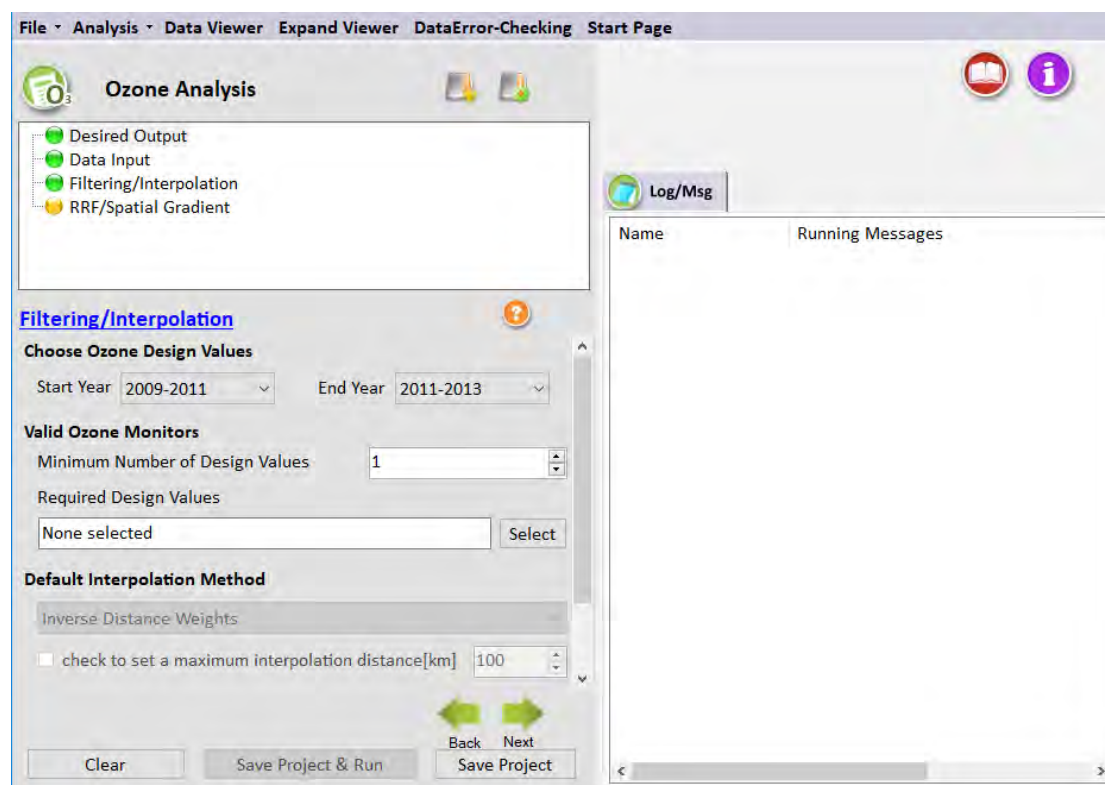 File Analysis Data Viewer Expand Viewer DataError-Checking Start Page
O3 Ozone Analysis
i
Desired Output
Data Input
Filtering/Interpolation
RRF/Spatial Gradient
Log/Msg
Name Running Messages
Filtering/Interpolation ?
Choose Ozone Design Values
Start Year 2009-2011 End Year 2011-2013
Valid Ozone Monitors
Minimum Number of Design Values 1
Required Design Values
None selected Select
Default Interpolation Method
Inverse Distance Weights
check to set a maximum interpolation distance[km] 100
Back Next
Clear Save Project & Run Save Project